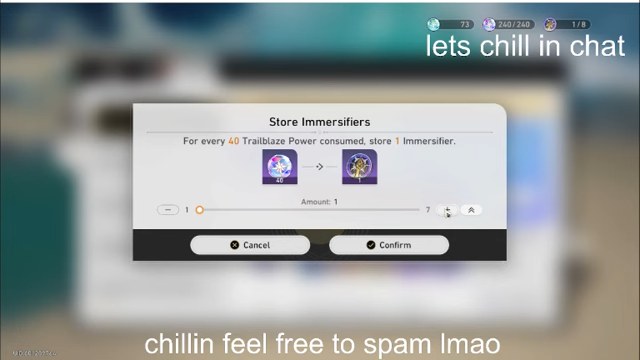 73 240/240 1/8
lets chill in chat
Store Immersifiers
For every 40 Trailblaze Power consumed, store 1 Immersifier.
40 1
Amount: 1
1 7
Cancel Confirm
chillin feel free to spam lmao